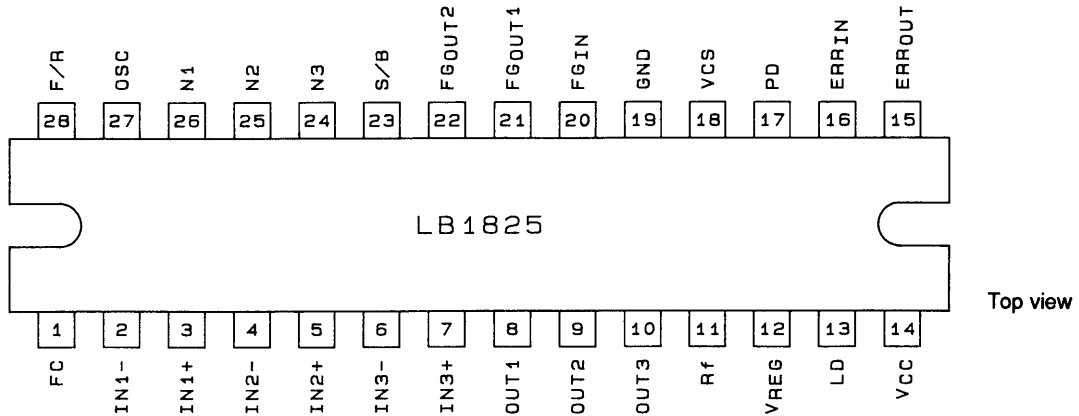 F/R OSC N1 N2 N3 S/B FGOUT2 FGOUT1 FGIN GND VCS PD ERRIN ERROUT
28 27 26 25 24 23 22 21 20 19 18 17 16 15
LB1825
Top view
1 2 3 4 5 6 7 8 9 10 11 12 13 14
FC IN1- IN1+ IN2- IN2+ IN3- IN3+ OUT1 OUT2 OUT3 Rf VREG LD VCC